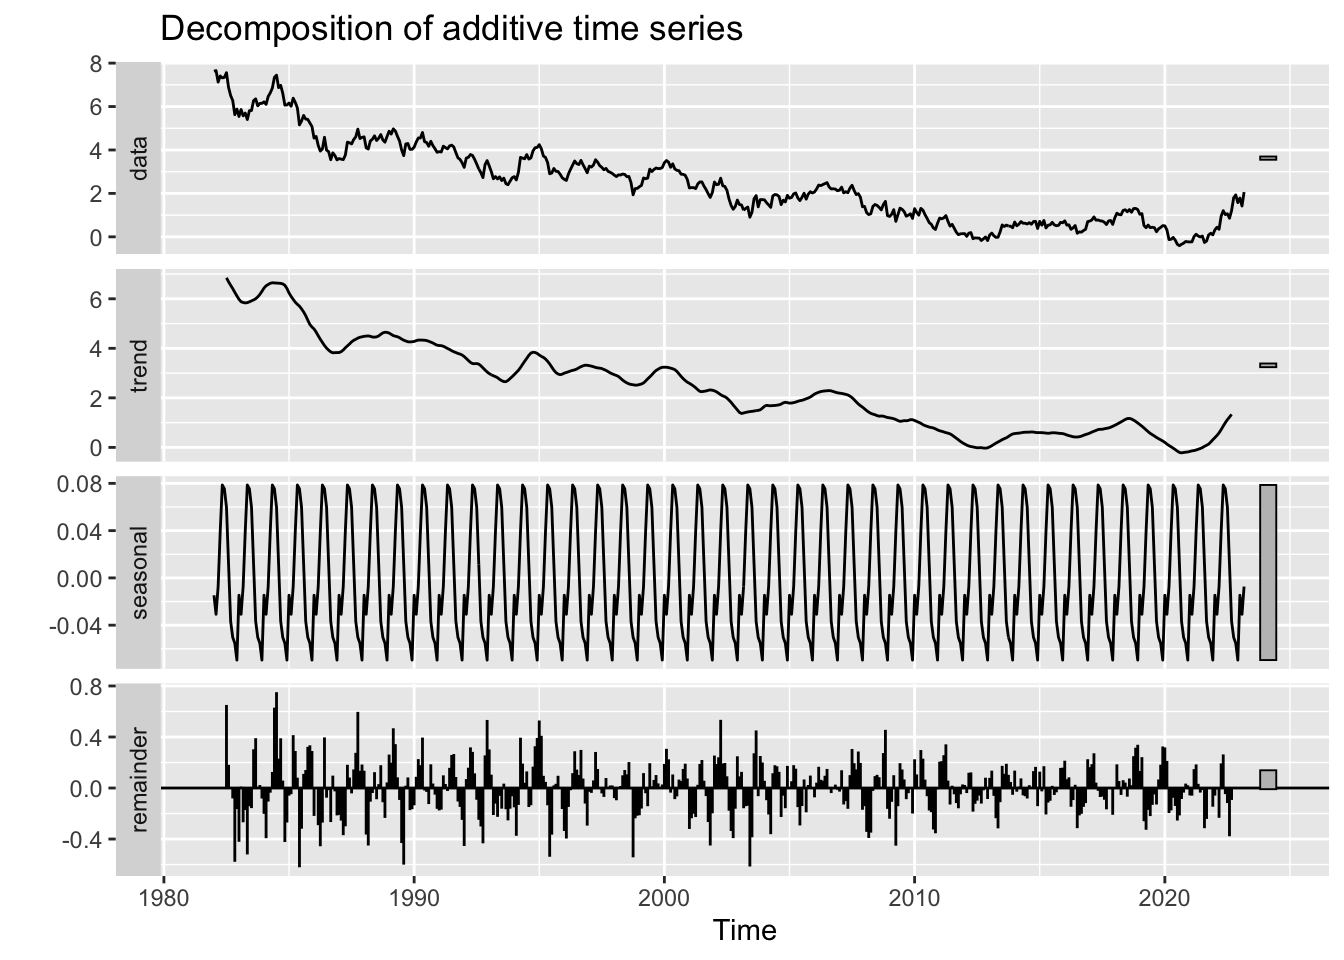 Decomposition of additive time series
8
6
4
2
0
data
6
4
2
0
trend
0.08
0.04
0.00
-0.04
seasonal
0.8
0.4
0.0
-0.4
remainder
1980 1990 2000 2010 2020
Time